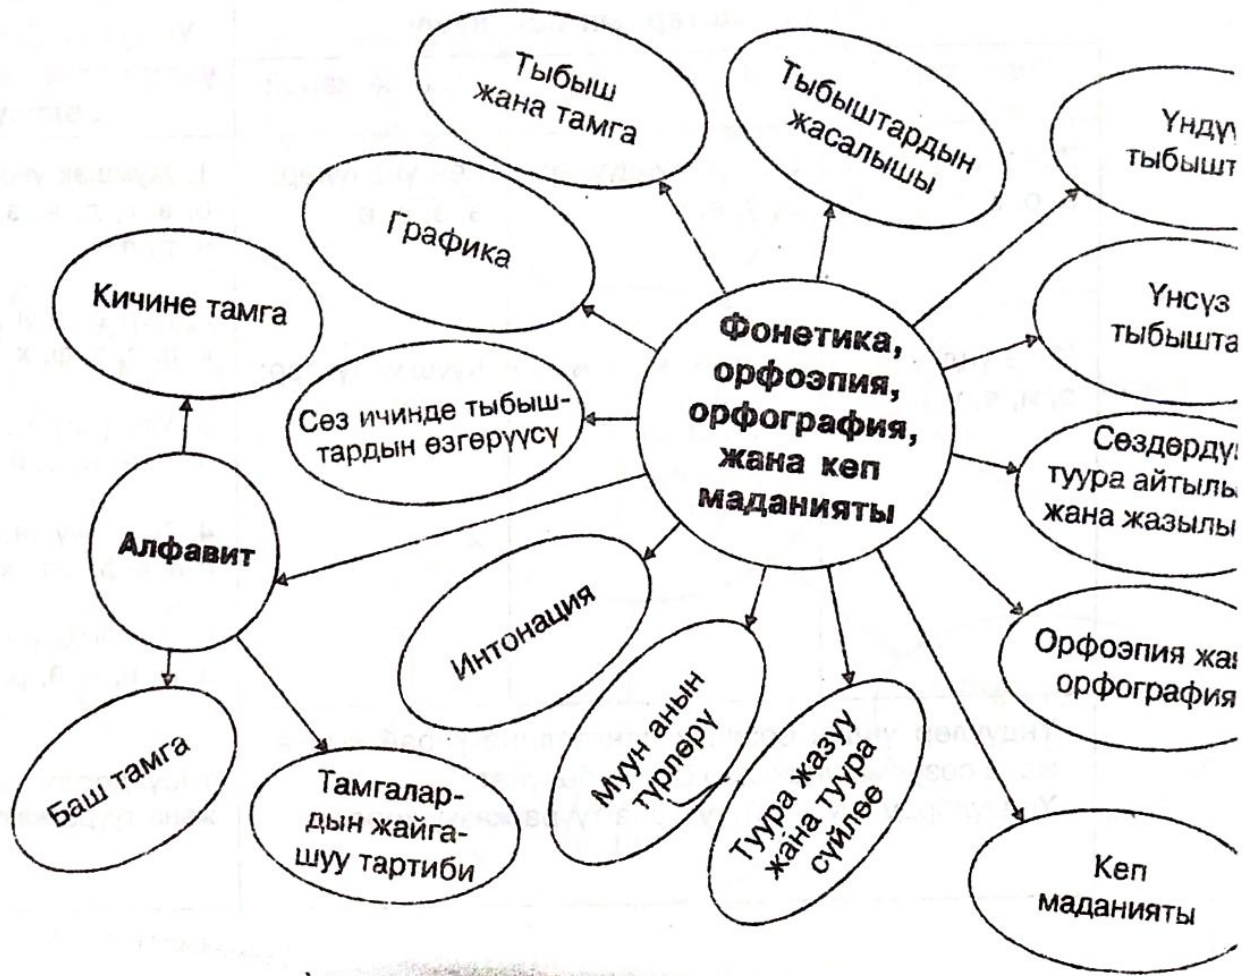 Тыбыш
жана тамга
Тыбыштардын
жасалышы
Үндү
тыбышт
Графика
Кичине тамга
Фонетика,
орфоэпия,
орфография,
жана кеп
маданияты
Үнсүз
тыбышта
Сөз ичинде тыбыш-
тардын өзгөрүүсү
Сөздөрдү
туура айтылы
жана жазылы
Алфавит
Интонация
Орфоэпия жа
орфография
Муун анын
түрлөрү
Туура жазуу
жана туура
сүйлөө
Баш тамга
Тамгалар-
дын жайга-
шуу тартиби
Кеп
маданияты